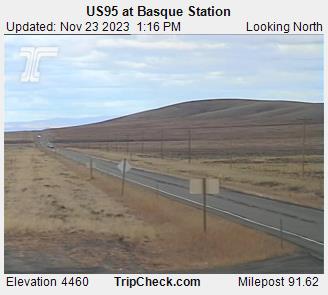 US95 at Basque Station
Updated: Nov 23 2023 1:16 PM Looking North
Elevation 4460 TripCheck.com Milepost 91.62